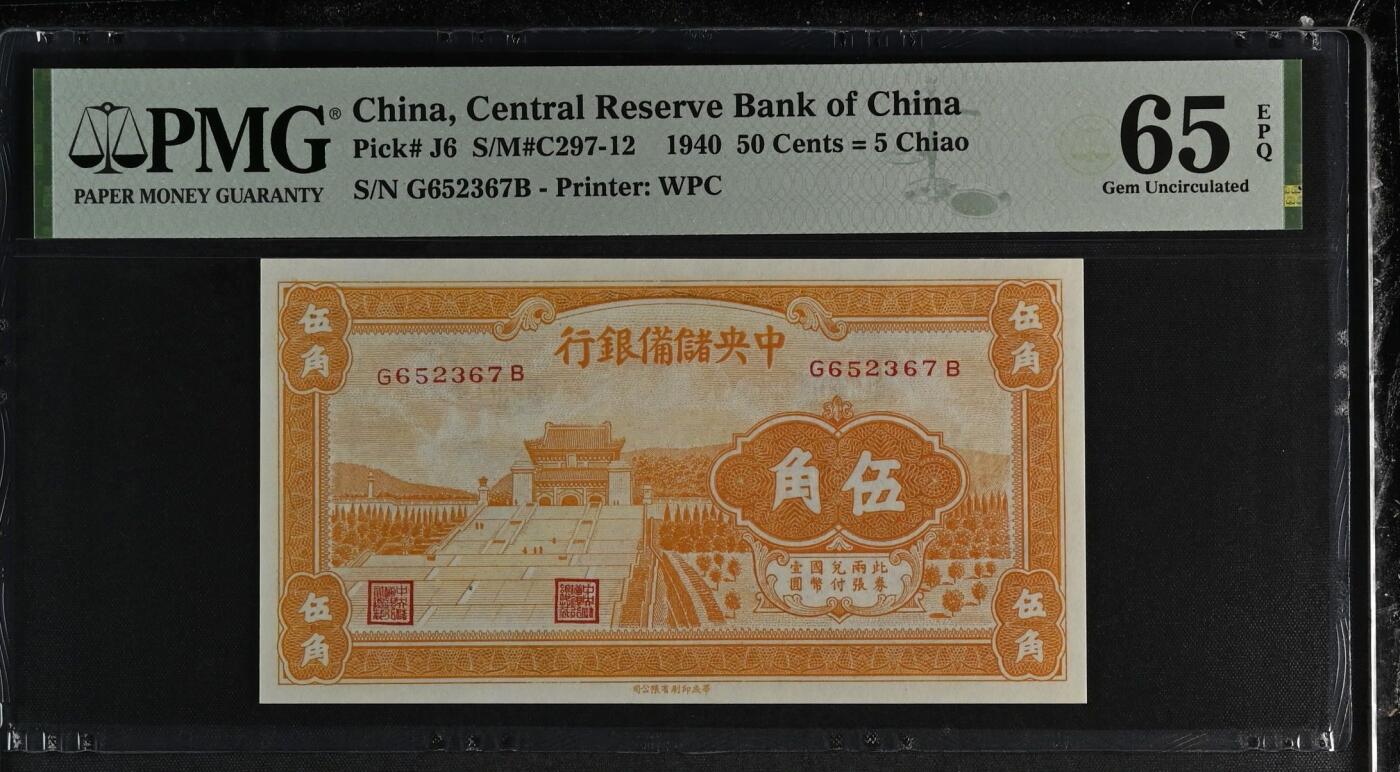 PMG®
PAPER MONEY GUARANTY
China, Central Reserve Bank of China
Pick# J6 S/M#C297-12 1940 50 Cents = 5 Chiao
S/N G652367B - Printer: WPC
65
EPQ
Gem Uncirculated
伍角
伍角
行銀備儲央中
G652367B
G652367B
角伍
壹國兌兩此
圓幣付張券
伍角
伍角